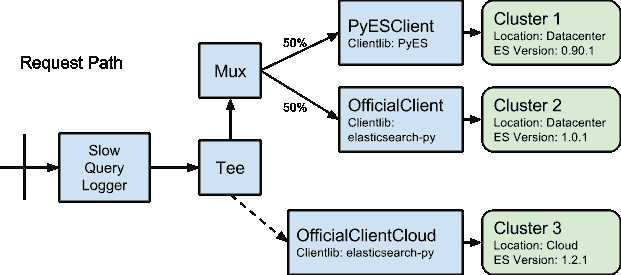 Request Path
Slow
Query
Logger
Tee
Mux
50%
50%
PyESClient
Clientlib: PyES
Cluster 1
Location: Datacenter
ES Version: 0.90.1
OfficialClient
Clientlib:
elasticsearch-py
Cluster 2
Location: Datacenter
ES Version: 1.0.1
OfficialClientCloud
Clientlib: elasticsearch-py
Cluster 3
Location: Cloud
ES Version: 1.2.1